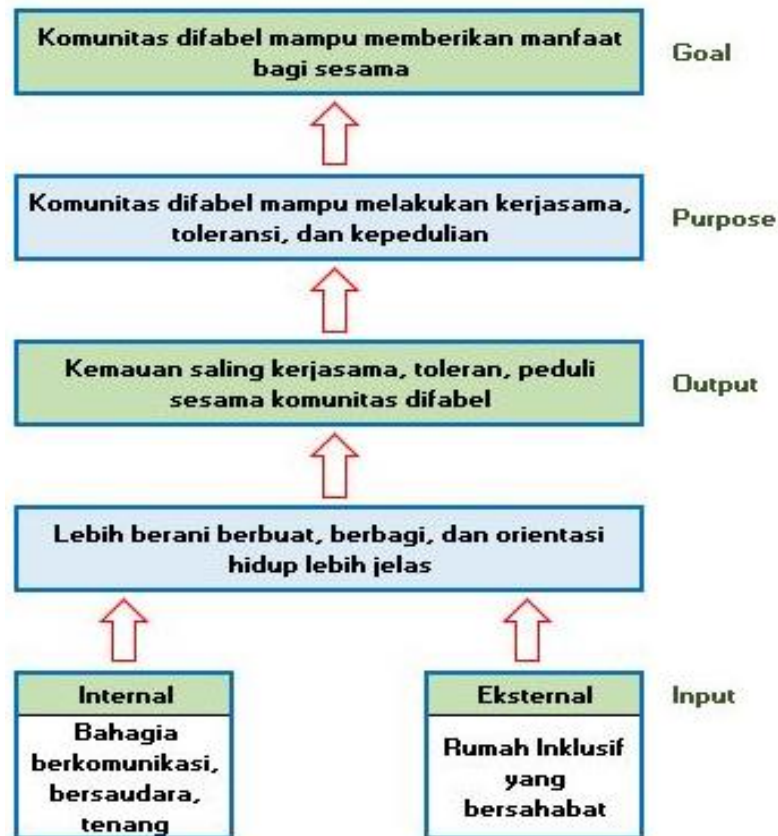 Komunitas difabel mampu memberikan manfaat
bagi sesama
Goal
Komunitas difabel mampu melakukan kerjasama,
toleransi, dan kepedulian
Purpose
Kemauan saling kerjasama, toleran, peduli
sesama komunitas difabel
Output
Lebih berani berbuat, berbagi, dan orientasi
hidup lebih jelas
Internal
Bahagia
berkomunikasi,
bersaudara,
tenang
Eksternal
Rumah Inklusif
yang
bersahabat
Input